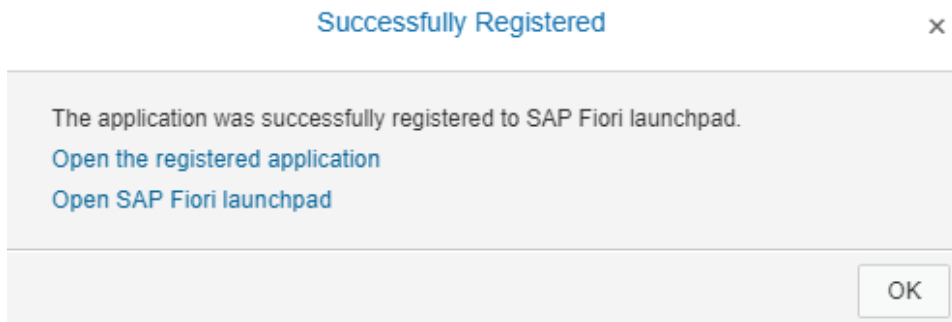 Successfully Registered
The application was successfully registered to SAP Fiori launchpad.
Open the registered application
Open SAP Fiori launchpad
OK